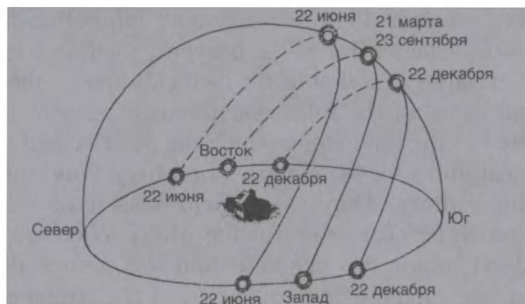 22 июня
21 марта
23 сентября
22 декабря
Восток
22 июня
22 декабря
Север
Юг
22 июня
Запад
22 декабря